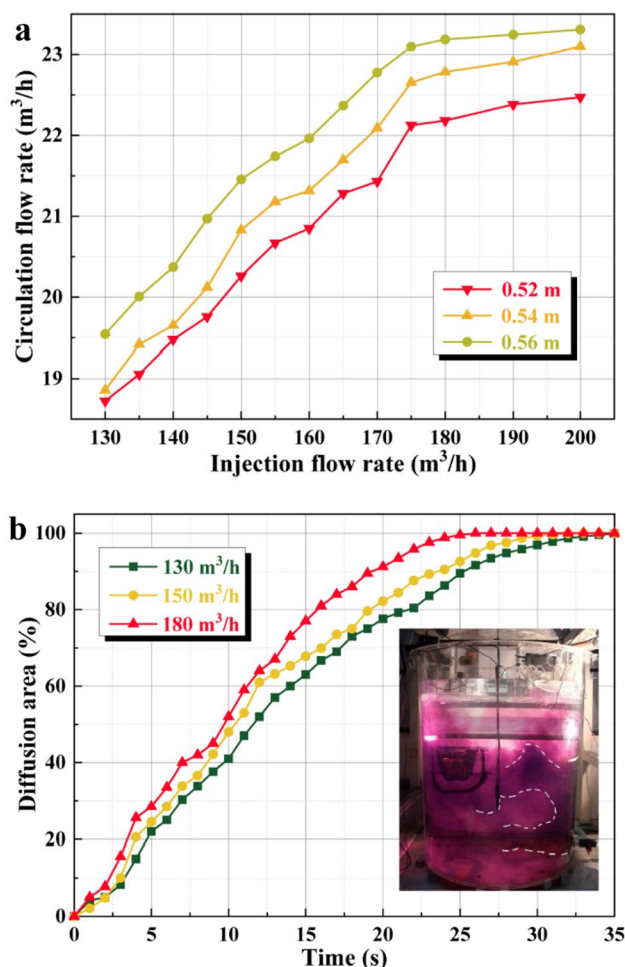 a
Circulation flow rate (m³/h)
23
22
21
20
19
0.52 m
0.54 m
0.56 m
130 140 150 160 170 180 190 200
Injection flow rate (m³/h)
b
Diffusion area (%)
100
80
60
40
20
0
130 m³/h
150 m³/h
180 m³/h
0 5 10 15 20 25 30 35
Time (s)